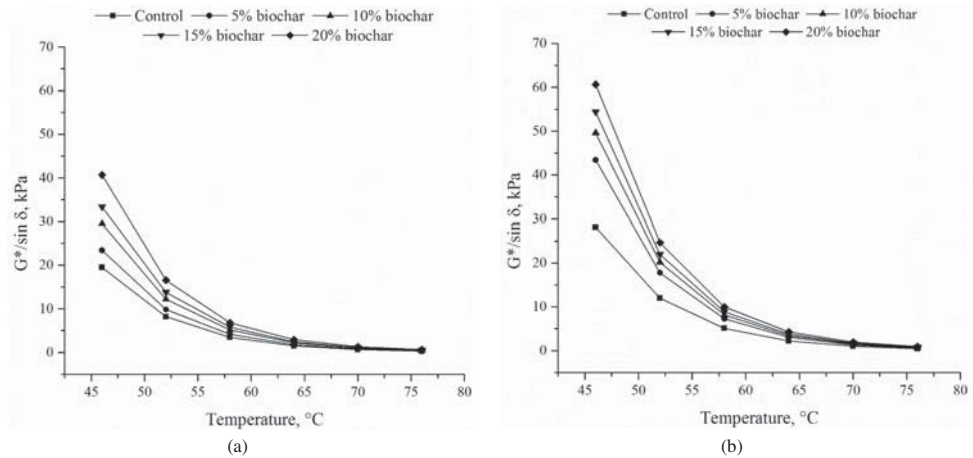 Control 5% biochar 10% biochar
15% biochar 20% biochar
70
60
50
40
30
20
10
0
G*/sin δ, kPa
45 50 55 60 65 70 75 80
Temperature, °C
(a)
Control 5% biochar 10% biochar
15% biochar 20% biochar
70
60
50
40
30
20
10
0
G*/sin δ, kPa
45 50 55 60 65 70 75 80
Temperature, °C
(b)